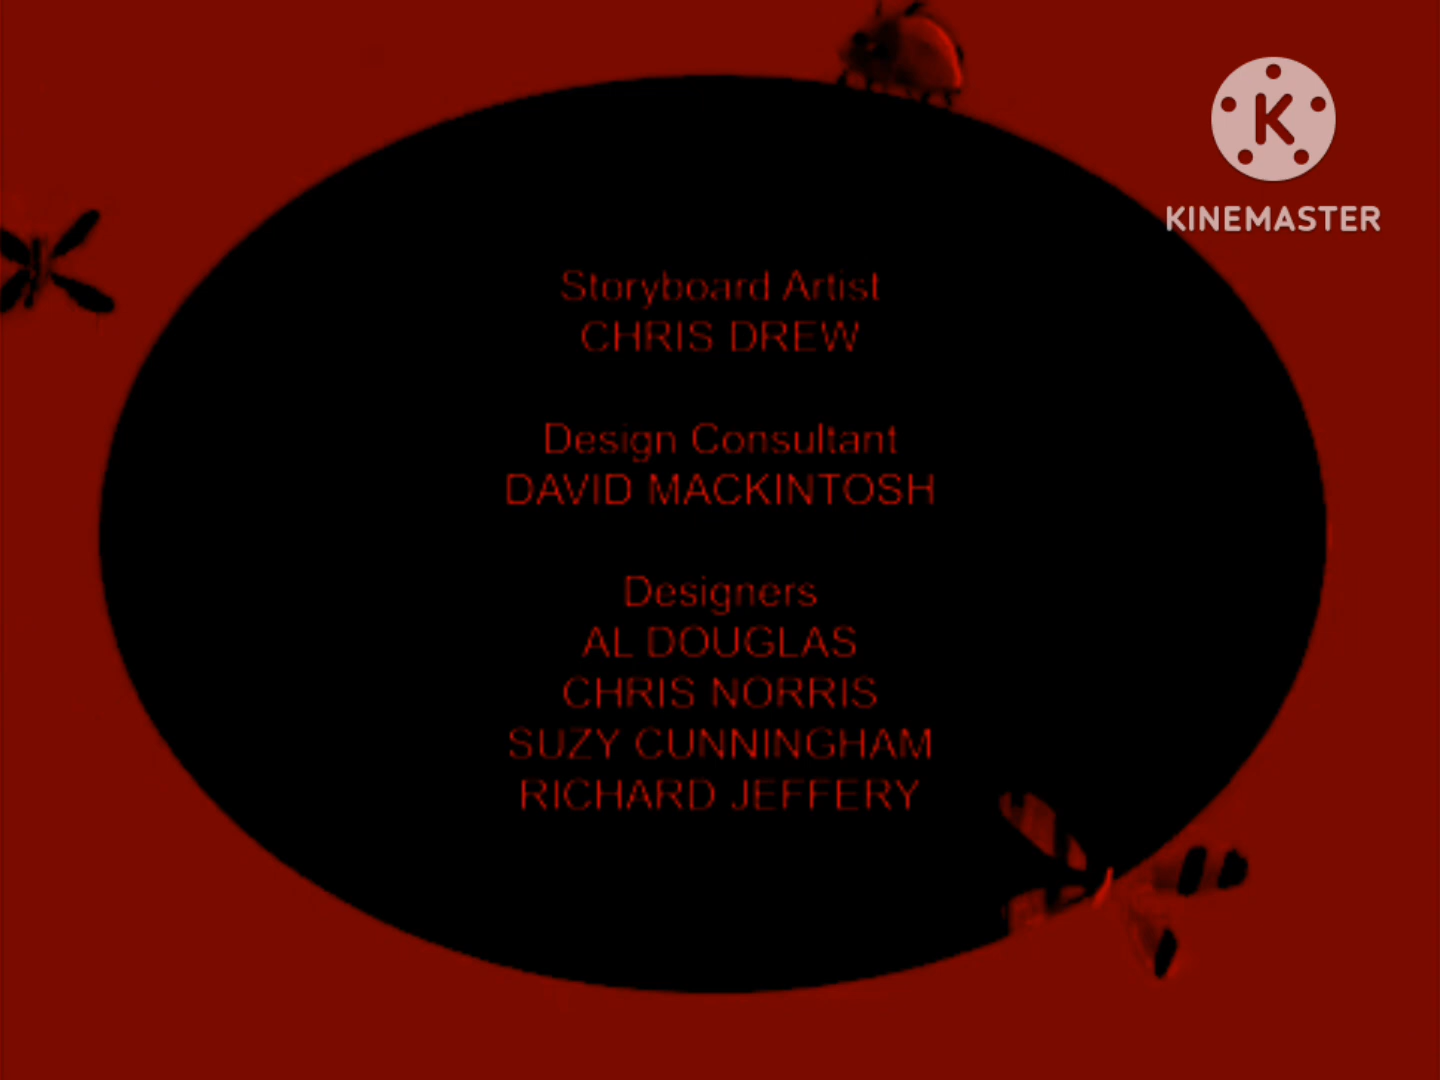 K
KINEMASTER
Storyboard Artist
CHRIS DREW
Design Consultant
DAVID MACKINTOSH
Designers
AL DOUGLAS
CHRIS NORRIS
SUZY CUNNINGHAM
RICHARD JEFFERY